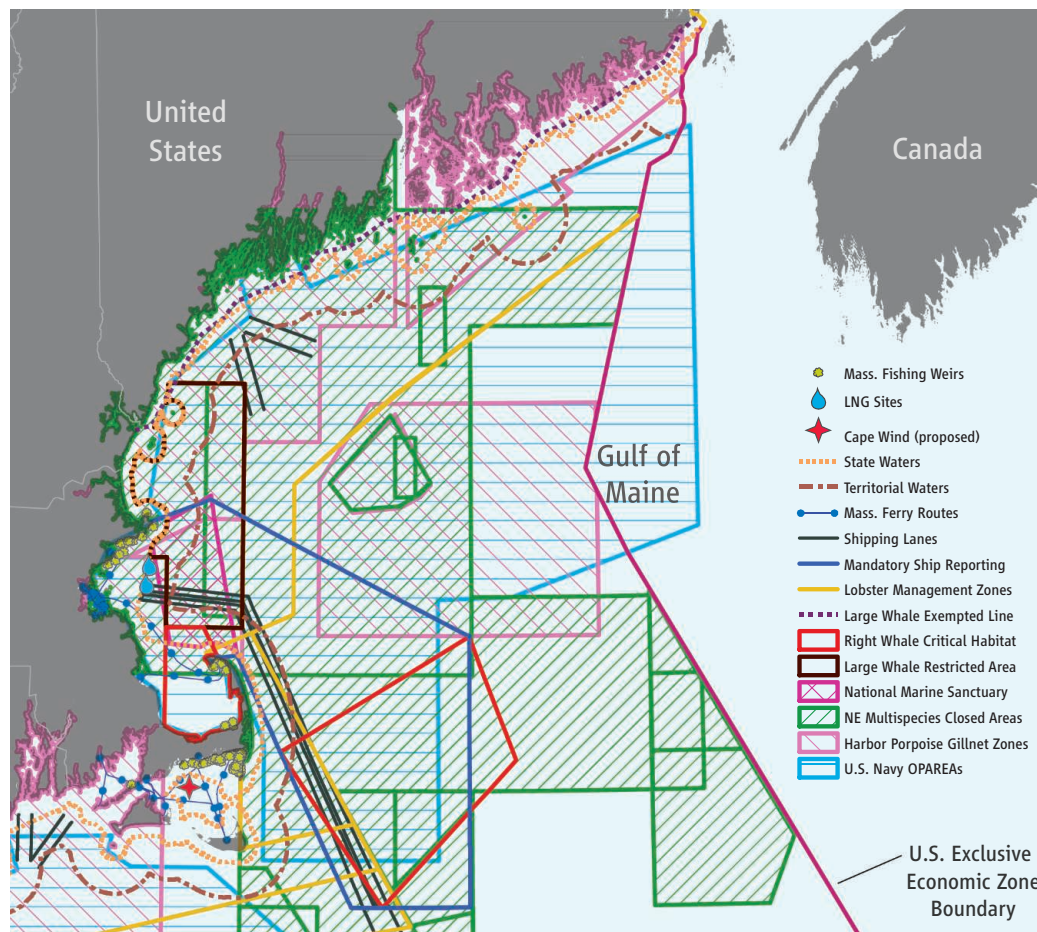 United
States
Canada
Gulf of
Maine
Mass. Fishing Weirs
LNG Sites
Cape Wind (proposed)
State Waters
Territorial Waters
Mass. Ferry Routes
Shipping Lanes
Mandatory Ship Reporting
Lobster Management Zones
Large Whale Exempted Line
Right Whale Critical Habitat
Large Whale Restricted Area
National Marine Sanctuary
NE Multispecies Closed Areas
Harbor Porpoise Gillnet Zones
U.S. Navy OPAREAs
U.S. Exclusive
Economic Zone
Boundary